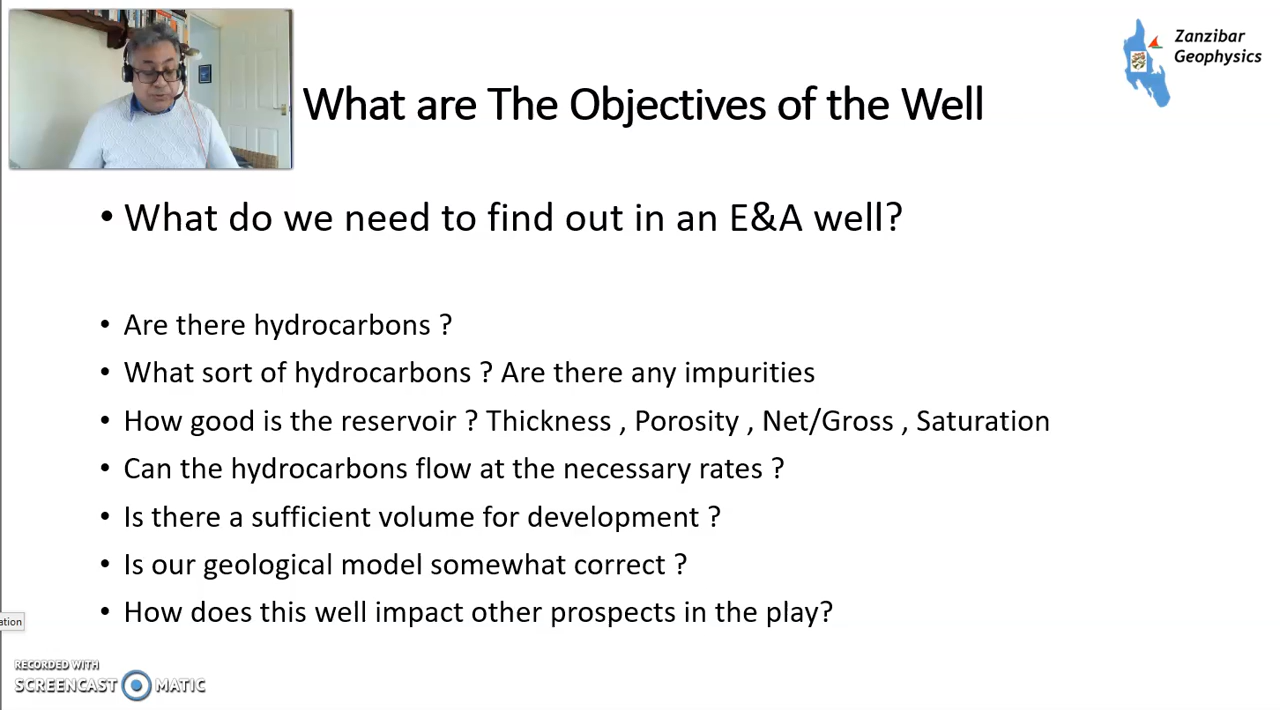 Zanzibar
Geophysics
What are The Objectives of the Well
• What do we need to find out in an E&A well?
• Are there hydrocarbons ?
• What sort of hydrocarbons ? Are there any impurities
• How good is the reservoir ? Thickness , Porosity , Net/Gross , Saturation
• Can the hydrocarbons flow at the necessary rates ?
• Is there a sufficient volume for development ?
• Is our geological model somewhat correct ?
• How does this well impact other prospects in the play?
ation
RECORDED WITH
SCREENCAST MATIC